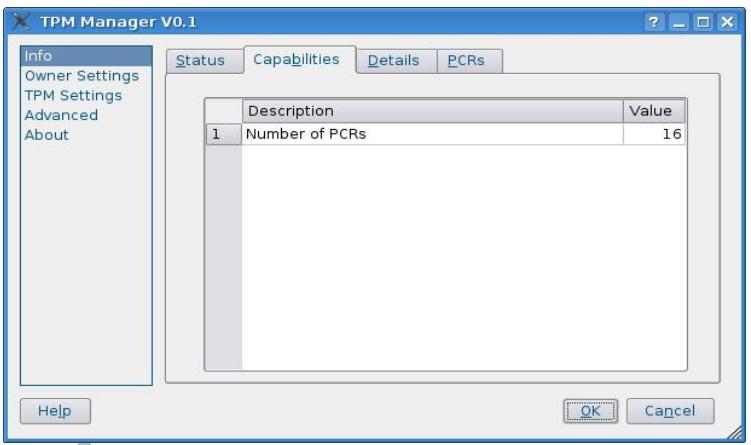 TPM Manager V0.1
Info
Owner Settings
TPM Settings
Advanced
About
Status Capabilities Details PCRs
Description Value
1 Number of PCRs 16
Help OK Cancel